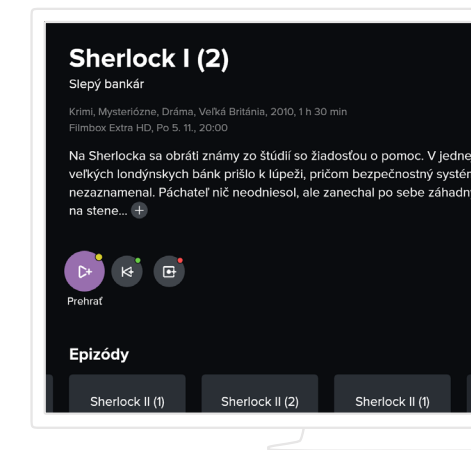 Sherlock I (2)
Slepý bankár
Krimi, Mysteriózne, Dráma, Veľká Británia, 2010, 1 h 30 min
Filmbox Extra HD, Po 5. 11., 20:00
Na Sherlocka sa obráti známy zo štúdií so žiadosťou o pomoc. V jedne
veľkých londýnskych bánk prišlo k lúpeži, pričom bezpečnostný systé
nezaznamenal. Páchateľ nič neodniesol, ale zanechal po sebe záhadn
na stene...
Prehrať
Epizódy
Sherlock II (1) Sherlock II (2) Sherlock II (1)